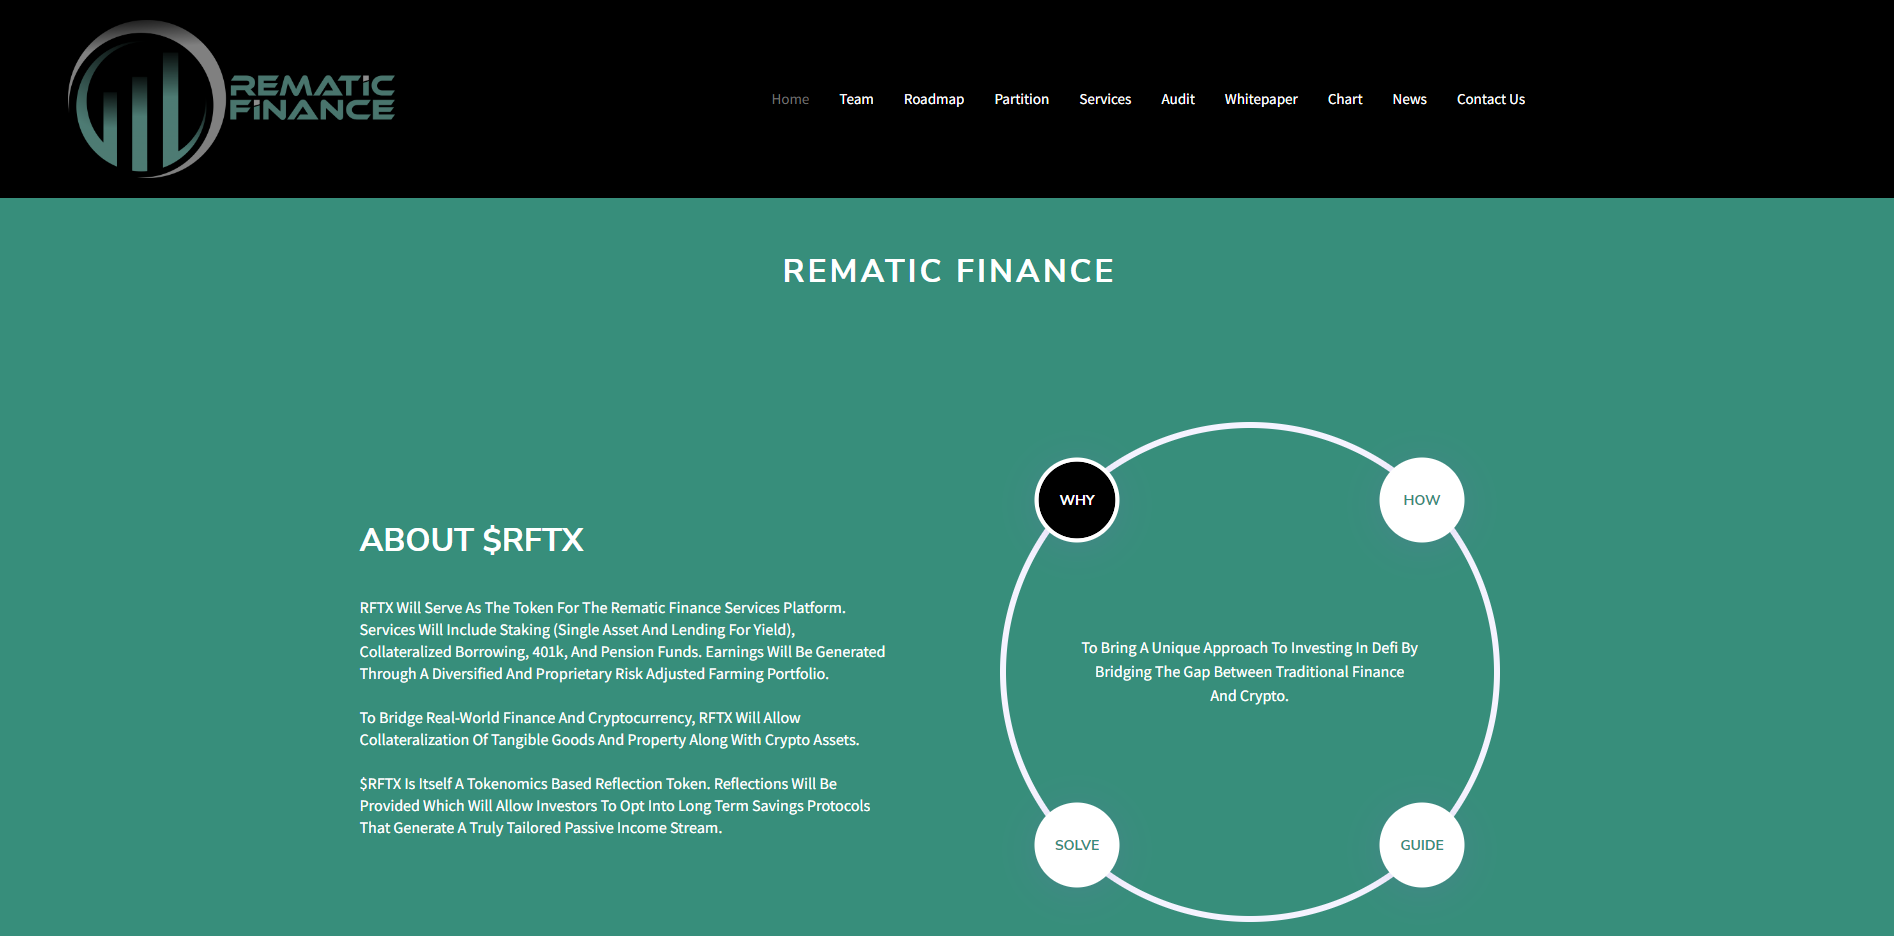 REMATIC
FINANCE
Home Team Roadmap Partition Services Audit Whitepaper Chart News Contact Us
REMATIC FINANCE
ABOUT $RFTX
RFTX Will Serve As The Token For The Rematic Finance Services Platform.
Services Will Include Staking (Single Asset And Lending For Yield),
Collateralized Borrowing, 401k, And Pension Funds. Earnings Will Be Generated
Through A Diversified And Proprietary Risk Adjusted Farming Portfolio.
To Bridge Real-World Finance And Cryptocurrency, RFTX Will Allow
Collateralization Of Tangible Goods And Property Along With Crypto Assets.
$RFTX Is Itself A Tokenomics Based Reflection Token. Reflections Will Be
Provided Which Will Allow Investors To Opt Into Long Term Savings Protocols
That Generate A Truly Tailored Passive Income Stream.
WHY
HOW
To Bring A Unique Approach To Investing In Defi By
Bridging The Gap Between Traditional Finance
And Crypto.
SOLVE
GUIDE